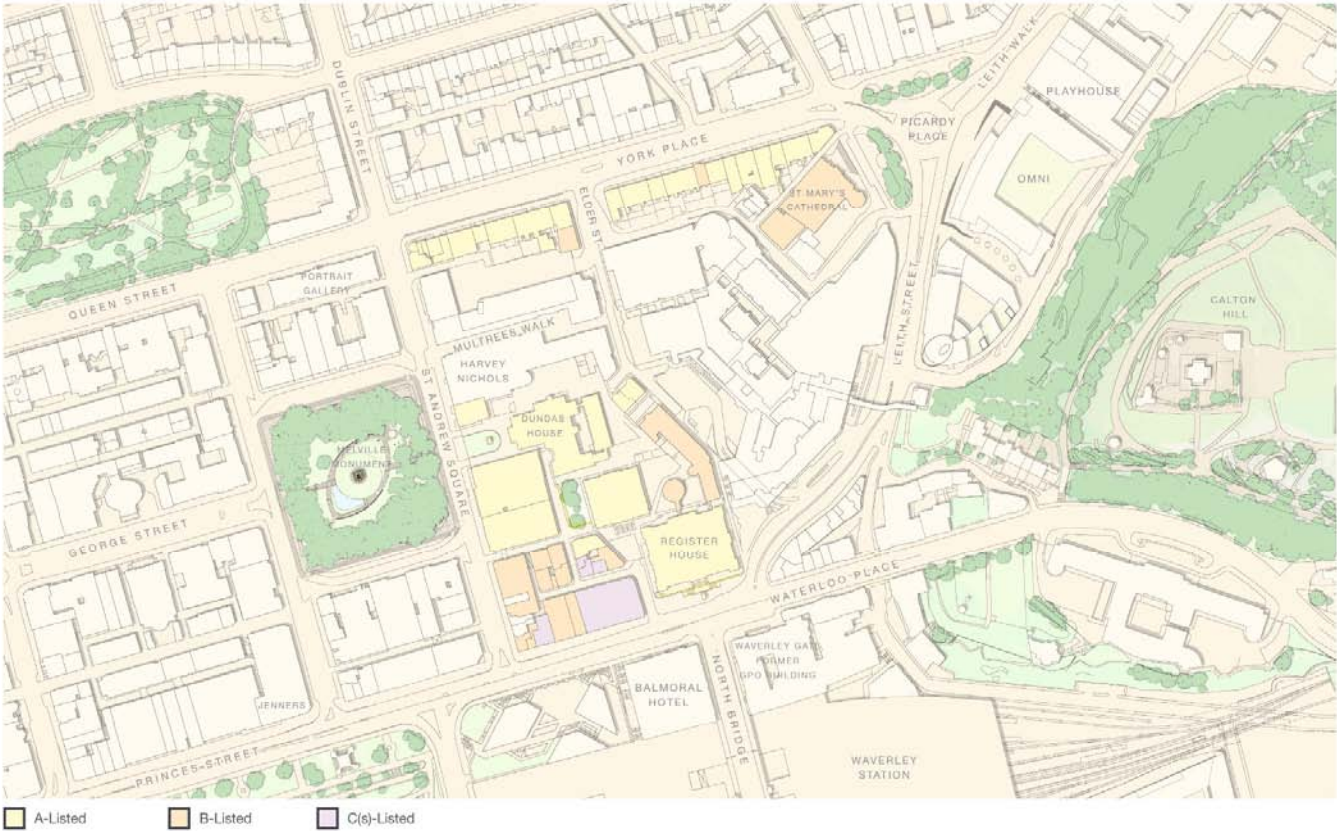 DUBLIN STREET
LEITH WALK
PLAYHOUSE
PICARDY
PLACE
YORK PLACE
OMNI
ST MARY'S
CATHEDRAL
ELDER ST
PORTRAIT
GALLERY
QUEEN STREET
CALTON
HILL
LEITH STREET
MULTREES WALK
HARVEY
NICHOLS
ST ANDREW SQUARE
DUNDAS
HOUSE
MELVILLE
MONUMENT
GEORGE STREET
REGISTER
HOUSE
WATERLOO PLACE
WAVERLEY GATE
FORMER
GPO BUILDING
NORTH BRIDGE
BALMORAL
HOTEL
JENNERS
PRINCES STREET
WAVERLEY
STATION
A-Listed
B-Listed
C(s)-Listed